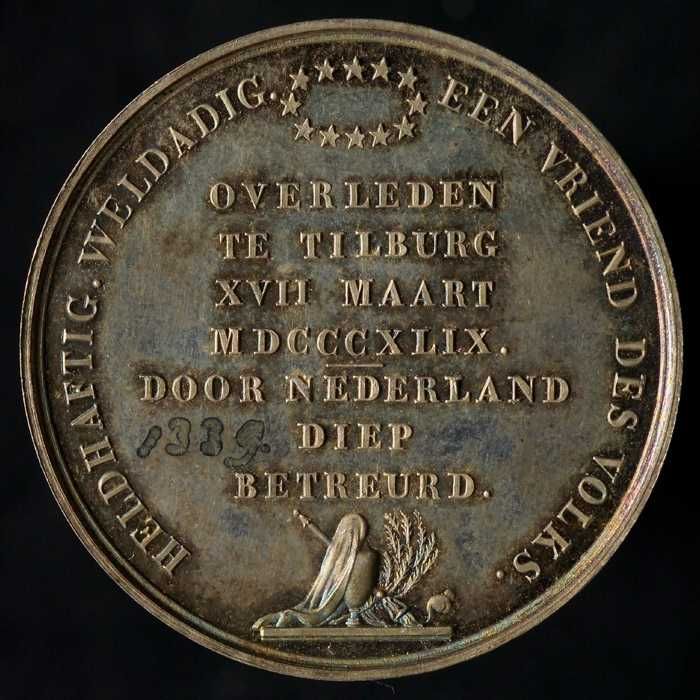 HELDHAFTIG. WELDADIG. EEN VRIEND DES VOLKS.
OVERLEDEN
TE TILBURG
XVII MAART
MDCCCXLIX.
DOOR NEDERLAND
DIEP
BETREURD.
1339.